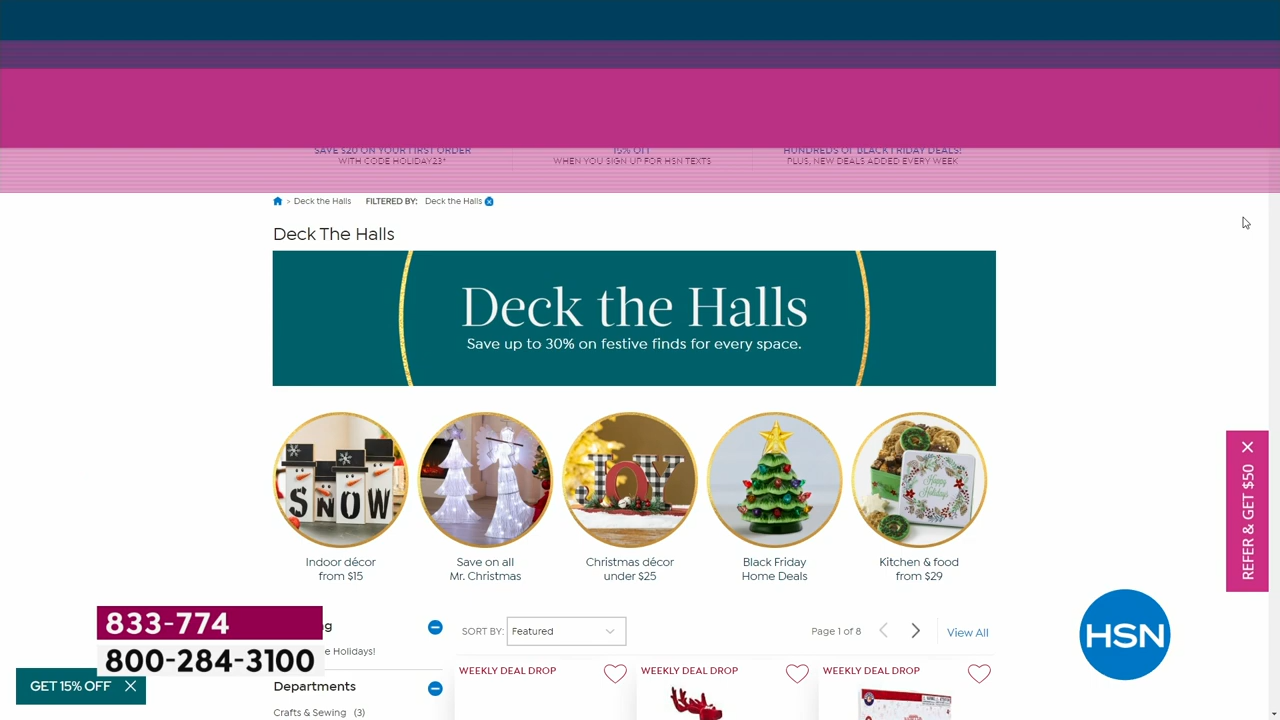 SAVE $20 ON YOUR FIRST ORDER
WITH CODE HOLIDAY23*
15% OFF
WHEN YOU SIGN UP FOR HSN TEXTS
HUNDREDS OF BLACK FRIDAY DEALS!
PLUS, NEW DEALS ADDED EVERY WEEK
> Deck the Halls FILTERED BY: Deck the Halls
Deck The Halls
Deck the Halls
Save up to 30% on festive finds for every space.
SNOW
JOY
Happy
Holidays
Indoor décor
from $15
Save on all
Mr. Christmas
Christmas décor
under $25
Black Friday
Home Deals
Kitchen & food
from $29
REFER & GET $50
833-774
800-284-3100
HSN
SORT BY: Featured
Page 1 of 8
View All
e Holidays!
GET 15% OFF
Departments
Crafts & Sewing (3)
WEEKLY DEAL DROP
WEEKLY DEAL DROP
WEEKLY DEAL DROP